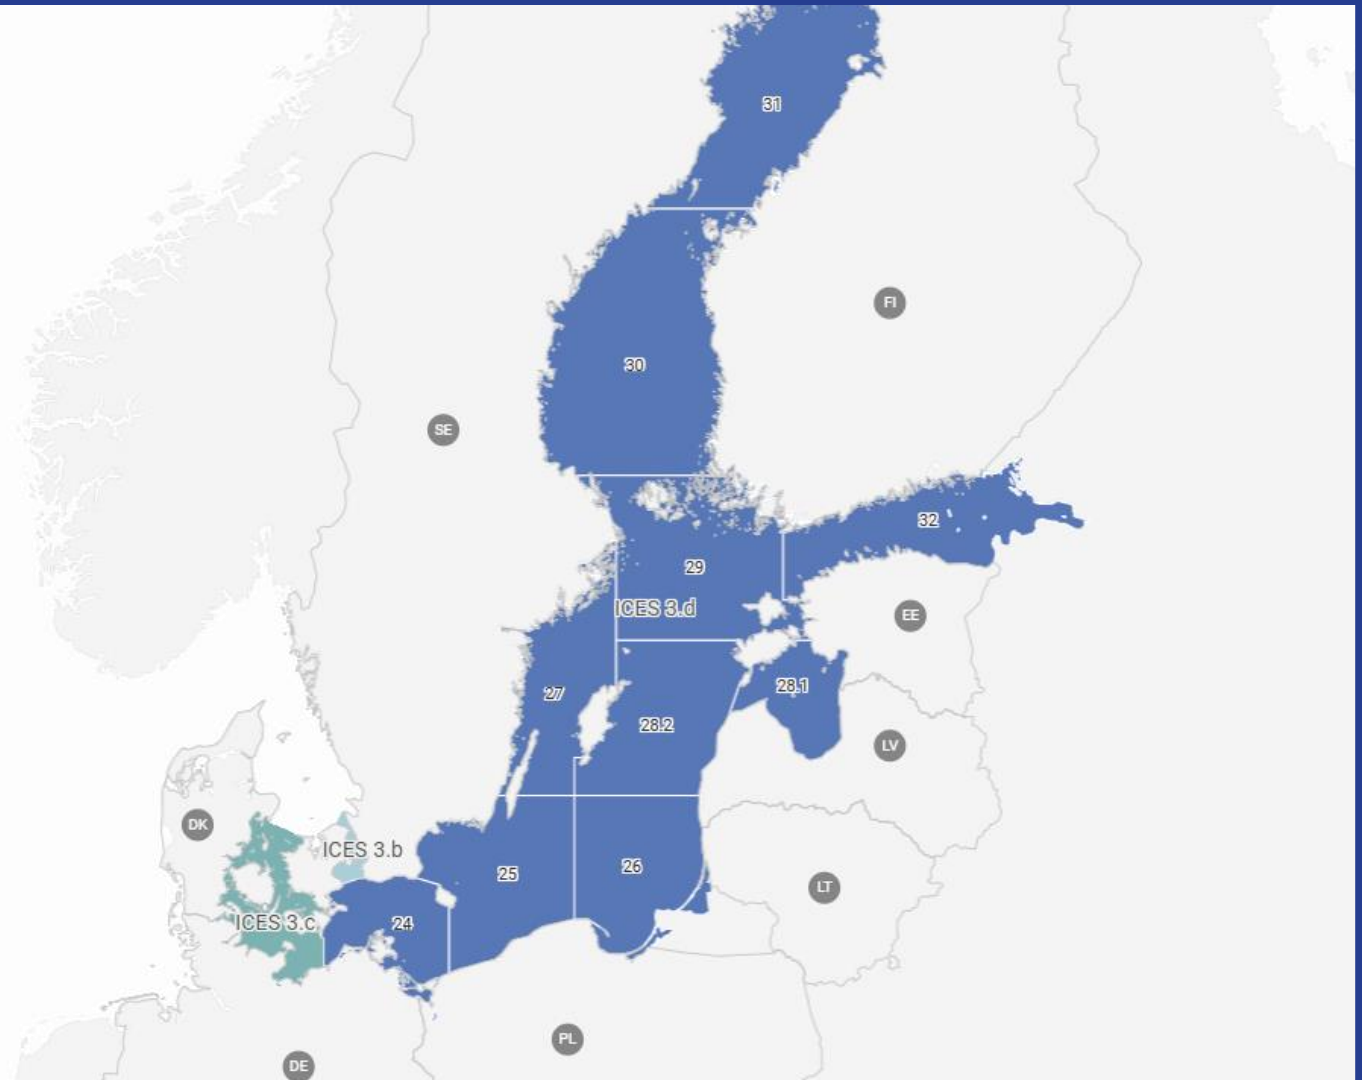 31
FI
30
SE
32
29
ICES 3.d
EE
28.1
27
28.2
LV
DK
ICES 3.b
26
25
LT
ICES 3.c
24
PL
DE